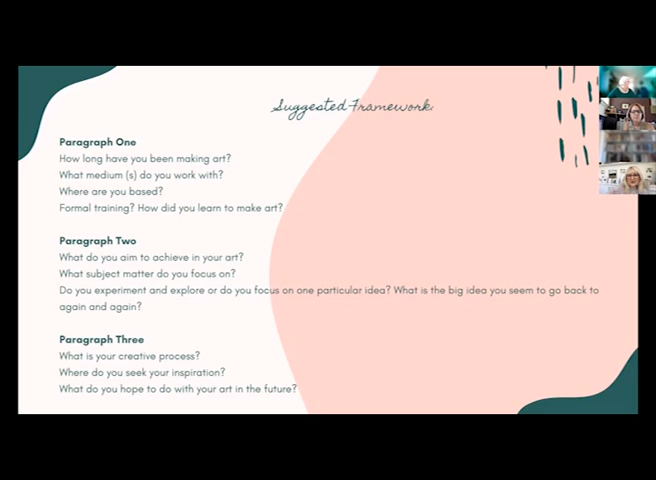 Suggested Framework
Paragraph One
How long have you been making art?
What medium (s) do you work with?
Where are you based?
Formal training? How did you learn to make art?
Paragraph Two
What do you aim to achieve in your art?
What subject matter do you focus on?
Do you experiment and explore or do you focus on one particular idea? What is the big idea you seem to go back to
again and again?
Paragraph Three
What is your creative process?
Where do you seek your inspiration?
What do you hope to do with your art in the future?